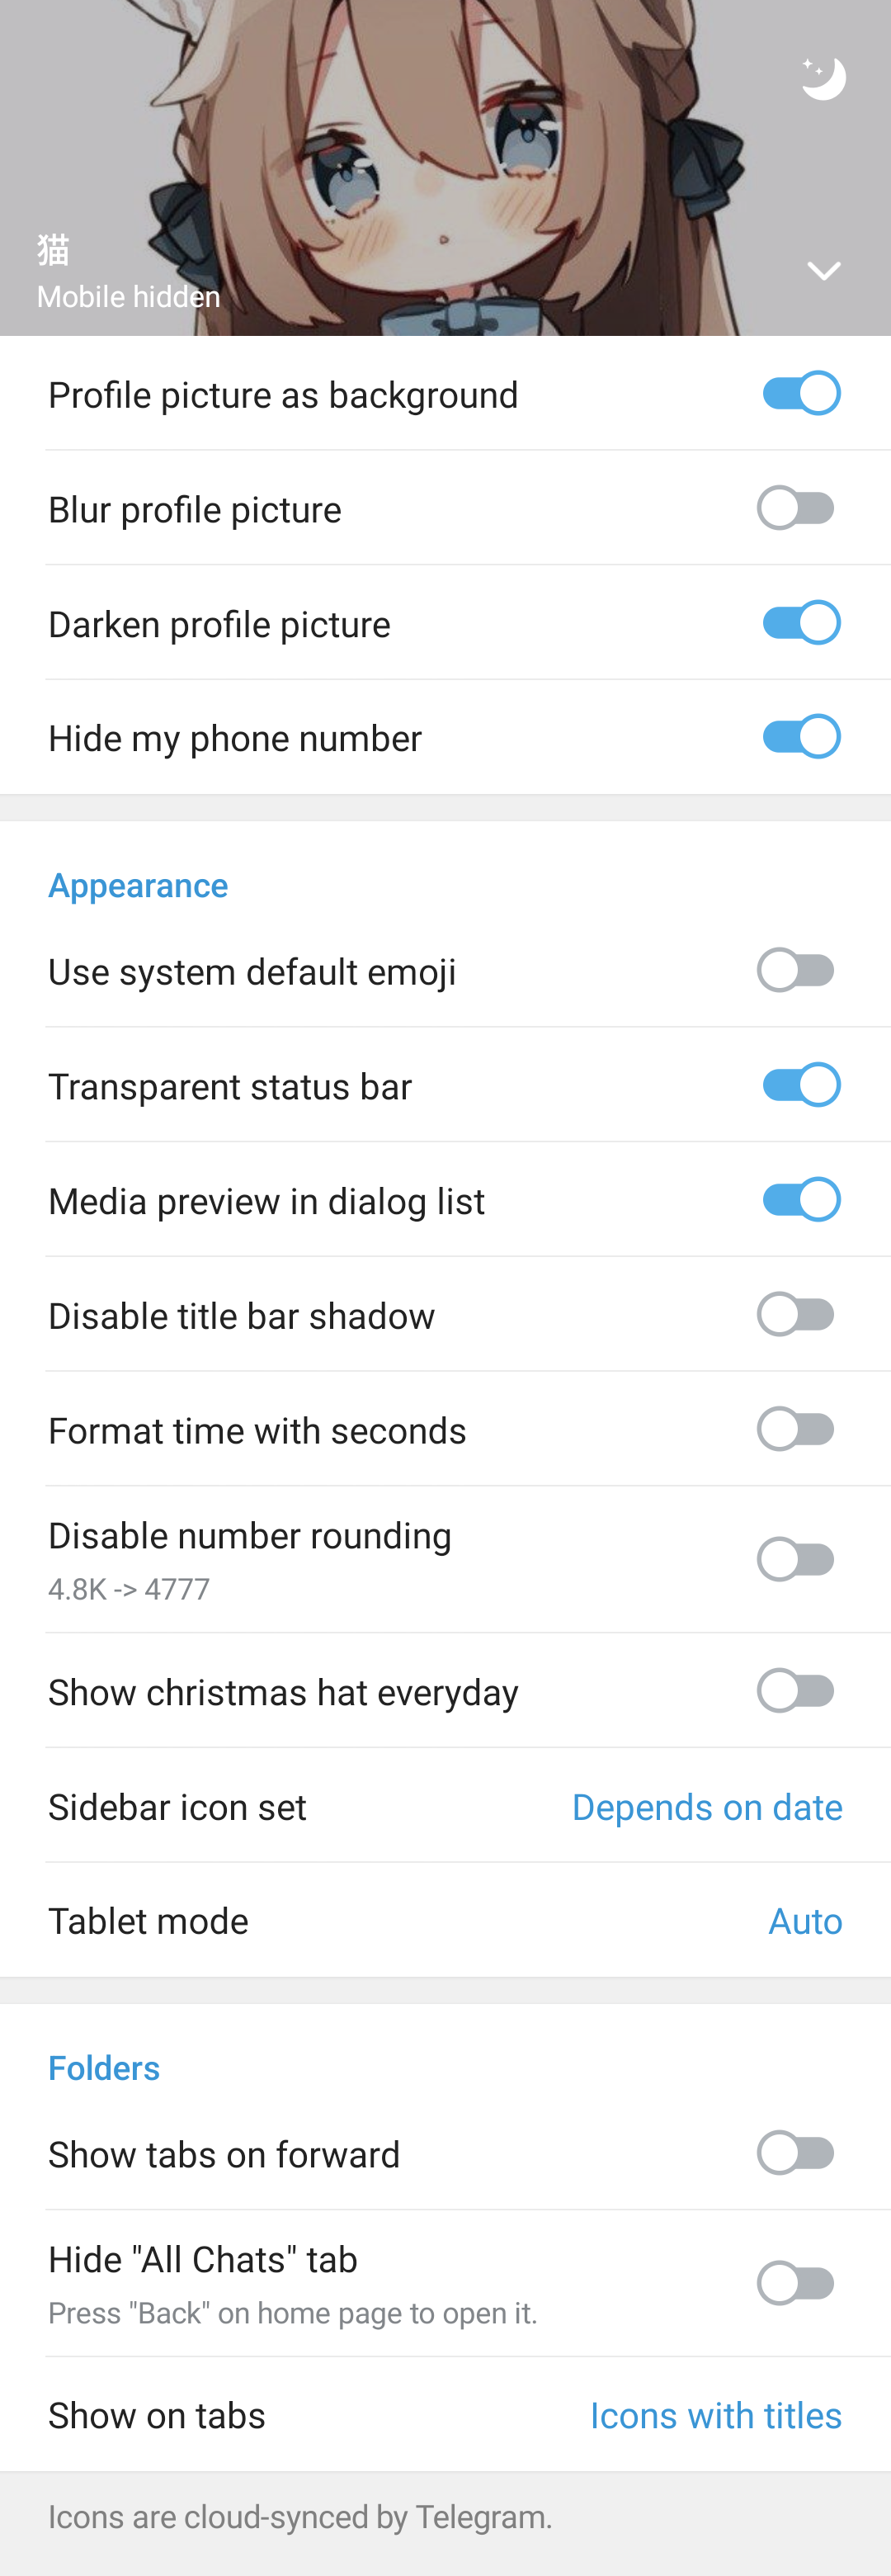 猫
Mobile hidden
Profile picture as background
Blur profile picture
Darken profile picture
Hide my phone number
Appearance
Use system default emoji
Transparent status bar
Media preview in dialog list
Disable title bar shadow
Format time with seconds
Disable number rounding
4.8K -> 4777
Show christmas hat everyday
Sidebar icon set Depends on date
Tablet mode Auto
Folders
Show tabs on forward
Hide "All Chats" tab
Press "Back" on home page to open it.
Show on tabs Icons with titles
Icons are cloud-synced by Telegram.